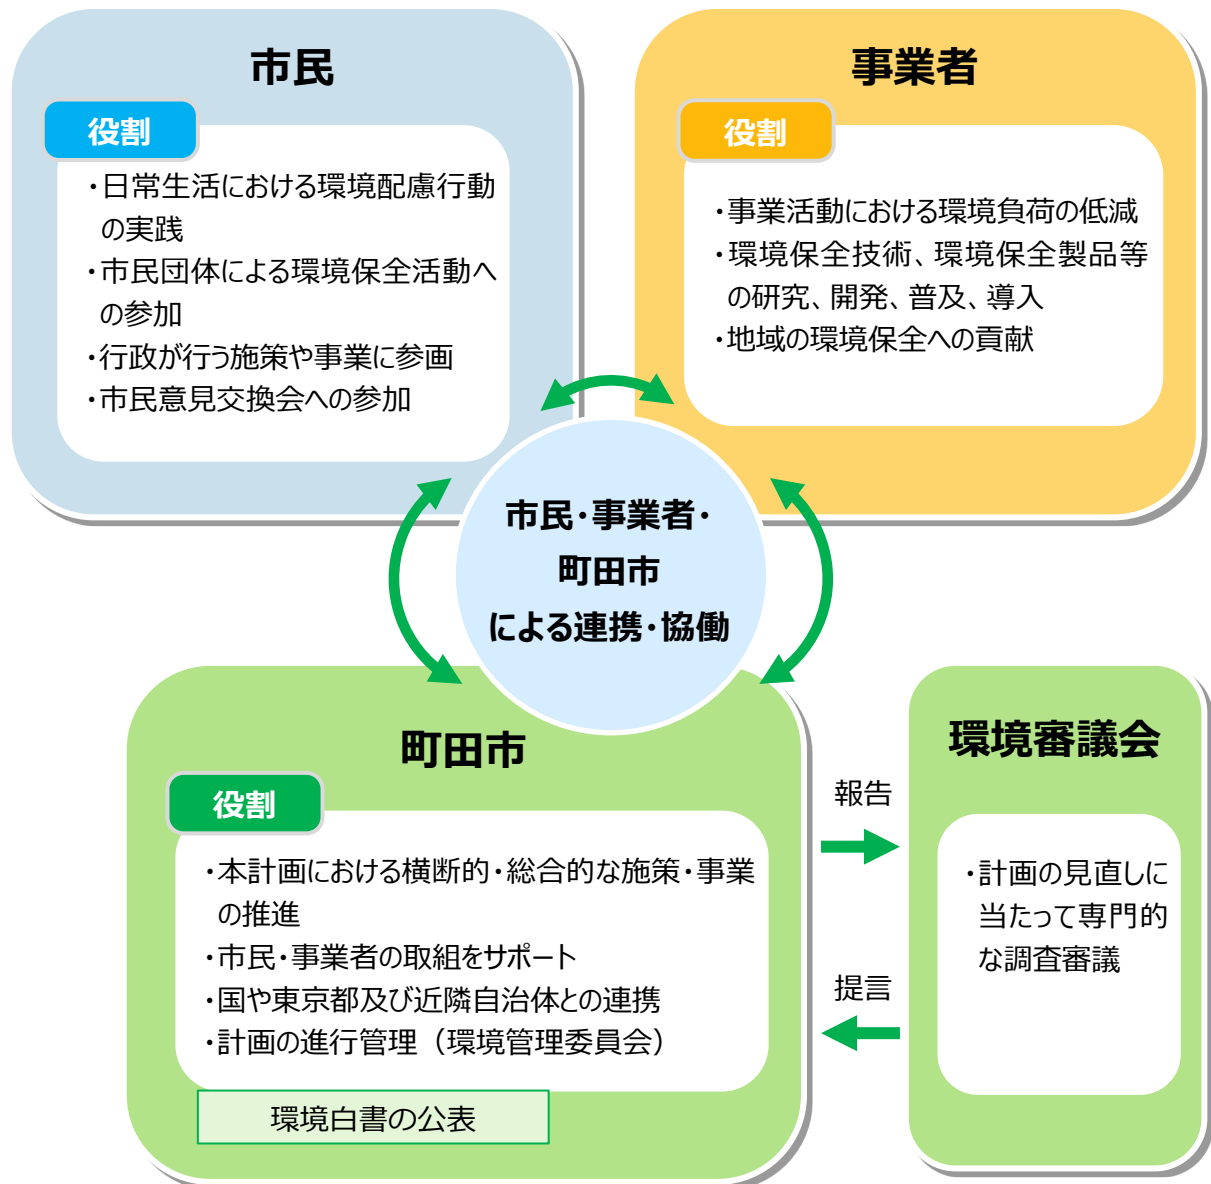 市民
役割
・日常生活における環境配慮行動
の実践
・市民団体による環境保全活動へ
の参加
・行政が行う施策や事業に参画
・市民意見交換会への参加
事業者
役割
・事業活動における環境負荷の低減
・環境保全技術、環境保全製品等
の研究、開発、普及、導入
・地域の環境保全への貢献
市民・事業者・
町田市
による連携・協働
町田市
役割
・本計画における横断的・総合的な施策・事業
の推進
・市民・事業者の取組をサポート
・国や東京都及び近隣自治体との連携
・計画の進行管理（環境管理委員会）
環境白書の公表
報告
提言
環境審議会
・計画の見直しに
当たって専門的
な調査審議